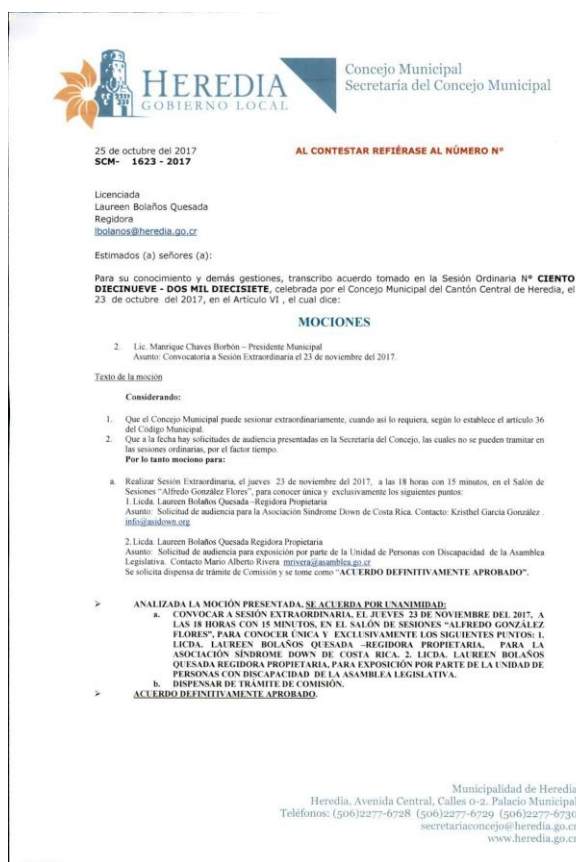 HEREDIA
GOBIERNO LOCAL
Concejo Municipal
Secretaría del Concejo Municipal
25 de octubre del 2017
SCM- 1623 - 2017
AL CONTESTAR REFIÉRASE AL NÚMERO N°
Licenciada
Laureen Bolaños Quesada
Regidora
lbolanos@heredia.go.cr
Estimados (a) señores (a):
Para su conocimiento y demás gestiones, transcribo acuerdo tomado en la Sesión Ordinaria N° CIENTO
DIECINUEVE - DOS MIL DIECISIETE, celebrada por el Concejo Municipal del Cantón Central de Heredia, el
23 de octubre del 2017, en el Artículo VI , el cual dice:
MOCIONES
2. Lic. Manrique Chaves Borbón – Presidente Municipal
Asunto: Convocatoria a Sesión Extraordinaria el 23 de noviembre del 2017.
Texto de la moción
Considerando:
1. Que el Concejo Municipal puede sesionar extraordinariamente, cuando así lo requiera, según lo establece el artículo 36
del Código Municipal.
2. Que a la fecha hay solicitudes de audiencia presentadas en la Secretaría del Concejo, las cuales no se pueden tramitar en
las sesiones ordinarias, por el factor tiempo.
Por lo tanto mociono para:
a. Realizar Sesión Extraordinaria, el jueves 23 de noviembre del 2017, a las 18 horas con 15 minutos, en el Salón de
Sesiones "Alfredo González Flores", para conocer única y exclusivamente los siguientes puntos:
1. Licda. Laureen Bolaños Quesada –Regidora Propietaria
Asunto: Solicitud de audiencia para la Asociación Síndrome Down de Costa Rica. Contacto: Kristhel García González .
info@asidown.org
2. Licda. Laureen Bolaños Quesada Regidora Propietaria
Asunto: Solicitud de audiencia para exposición por parte de la Unidad de Personas con Discapacidad de la Asamblea
Legislativa. Contacto Mario Alberto Rivera mrivera@asamblea.go.cr
Se solicita dispensa de trámite de Comisión y se tome como "ACUERDO DEFINITIVAMENTE APROBADO".
➢ ANALIZADA LA MOCIÓN PRESENTADA, SE ACUERDA POR UNANIMIDAD:
a. CONVOCAR A SESIÓN EXTRAORDINARIA, EL JUEVES 23 DE NOVIEMBRE DEL 2017, A
LAS 18 HORAS CON 15 MINUTOS, EN EL SALÓN DE SESIONES "ALFREDO GONZÁLEZ
FLORES", PARA CONOCER ÚNICA Y EXCLUSIVAMENTE LOS SIGUIENTES PUNTOS: 1.
LICDA. LAUREEN BOLAÑOS QUESADA –REGIDORA PROPIETARIA, PARA LA
ASOCIACIÓN SÍNDROME DOWN DE COSTA RICA. 2. LICDA. LAUREEN BOLAÑOS
QUESADA REGIDORA PROPIETARIA, PARA EXPOSICIÓN POR PARTE DE LA UNIDAD DE
PERSONAS CON DISCAPACIDAD DE LA ASAMBLEA LEGISLATIVA.
b. DISPENSAR DE TRÁMITE DE COMISIÓN.
➢ ACUERDO DEFINITIVAMENTE APROBADO.
Municipalidad de Heredia
Heredia, Avenida Central, Calles 0-2. Palacio Municipal
Teléfonos: (506)2277-6728 (506)2277-6729 (506)2277-6730
secretariaconcejo@heredia.go.cr
www.heredia.go.cr